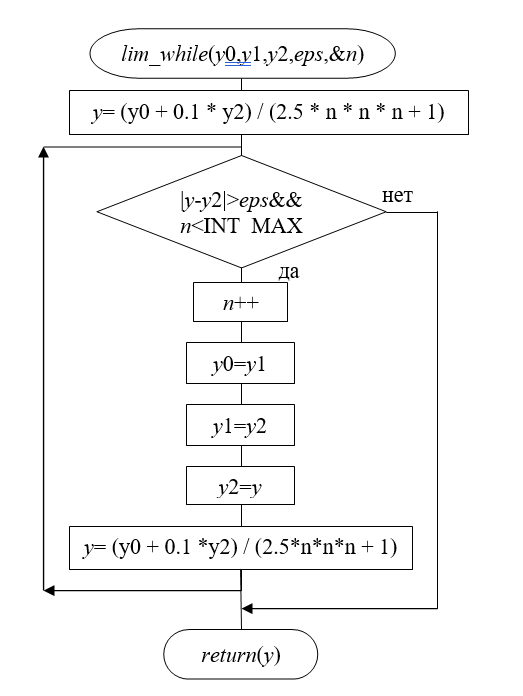 lim_while(y0,y1,y2,eps,&n)
y= (y0 + 0.1 * y2) / (2.5 * n * n * n + 1)
|y-y2|>eps&&
n<INT MAX
нет
да
n++
y0=y1
y1=y2
y2=y
y= (y0 + 0.1 *y2) / (2.5*n*n*n + 1)
return(y)